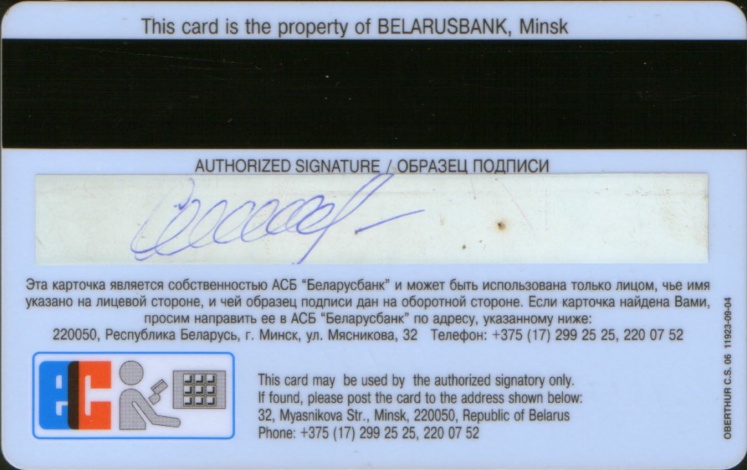 This card is the property of BELARUSBANK, Minsk
AUTHORIZED SIGNATURE / ОБРАЗЕЦ ПОДПИСИ
Эта карточка является собственностью АСБ "Беларусбанк" и может быть использована только лицом, чье имя
указано на лицевой стороне, и чей образец подписи дан на оборотной стороне. Если карточка найдена Вами,
просим направить ее в АСБ "Беларусбанк" по адресу, указанному ниже:
220050, Республика Беларусь, г. Минск, ул. Мясникова, 32 Телефон: +375 (17) 299 25 25, 220 07 52
ec
This card may be used by the authorized signatory only.
If found, please post the card to the address shown below:
32, Myasnikova Str., Minsk, 220050, Republic of Belarus
Phone: +375 (17) 299 25 25, 220 07 52
OBERTHUR C.S. 06 11923-09-04